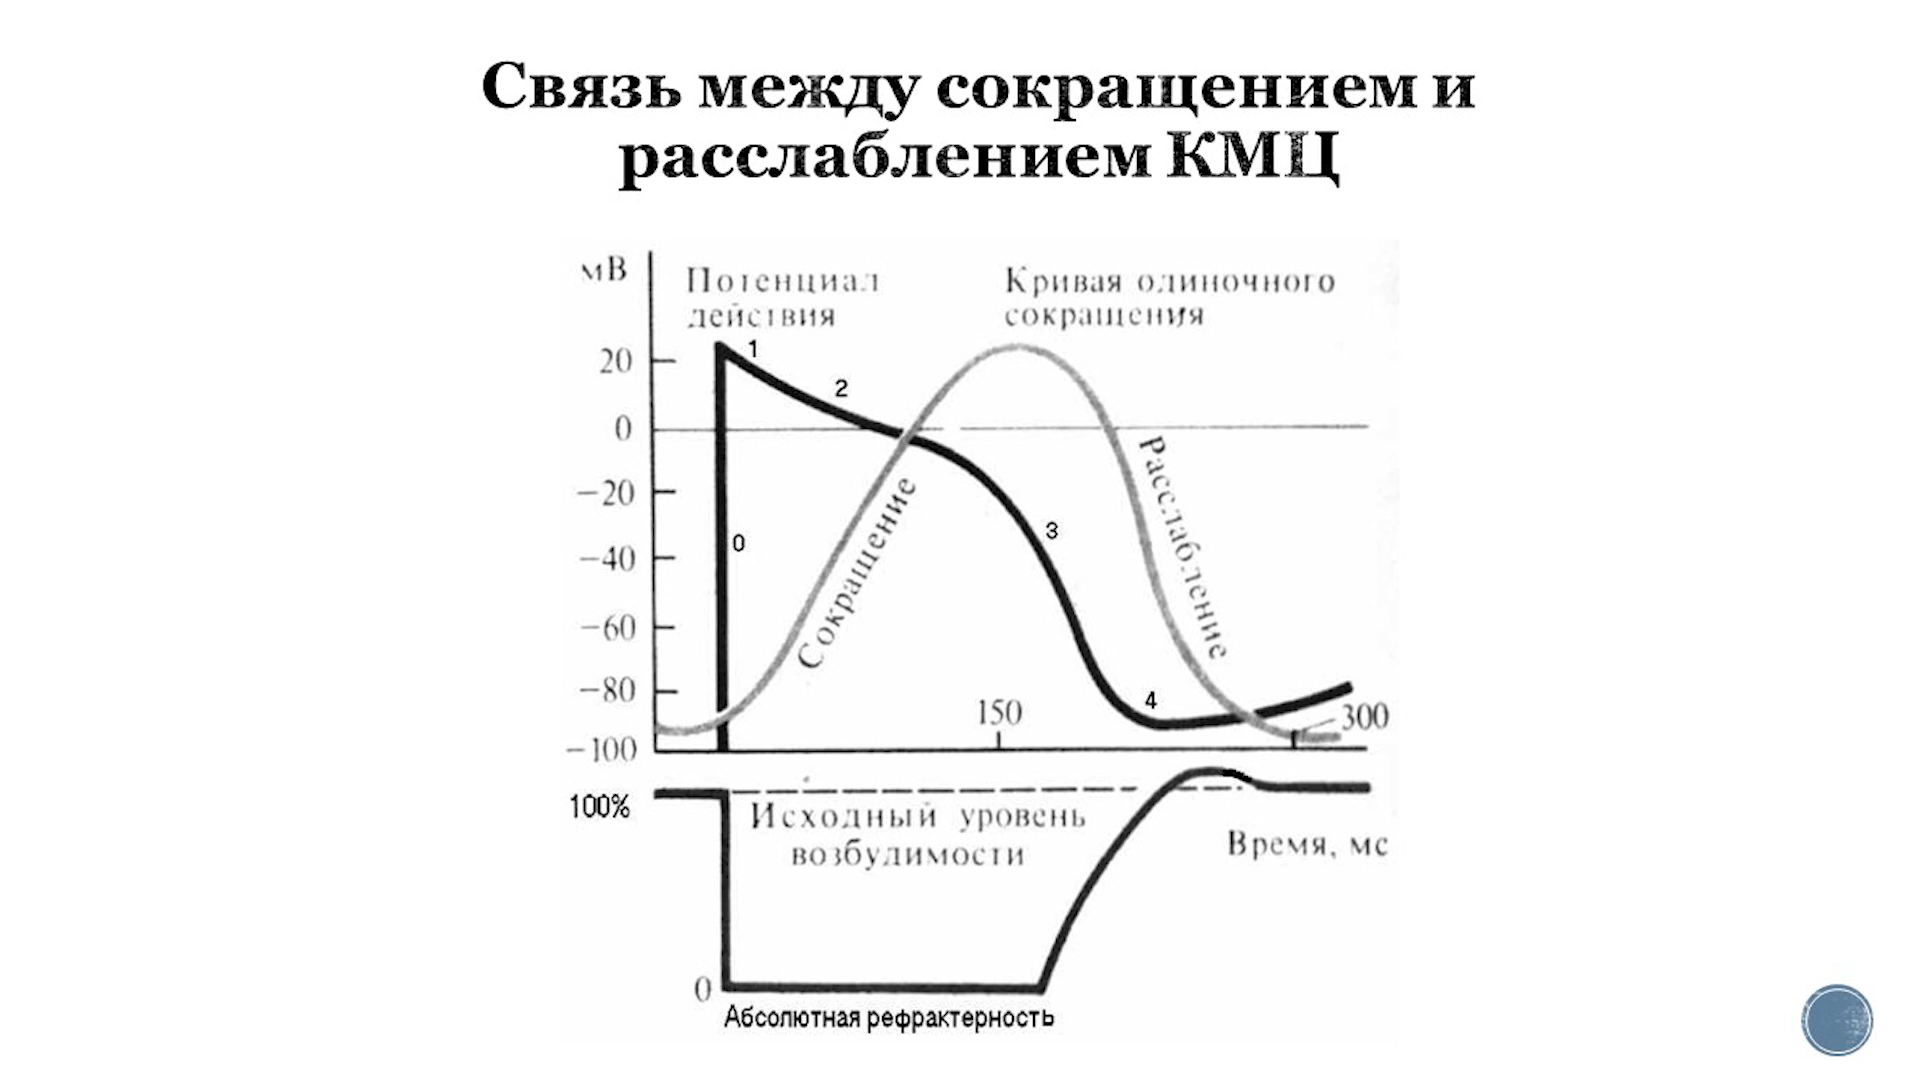 Связь между сокращением и
расслаблением КМЦ
мВ
Потенциал
действия
Кривая одиночного
сокращения
20
0
−20
−40
−60
−80
−100
1
2
0
3
4
Сокращение
Расслабление
150
300
100%
Исходный уровень
возбудимости
Время, мс
0
Абсолютная рефрактерность